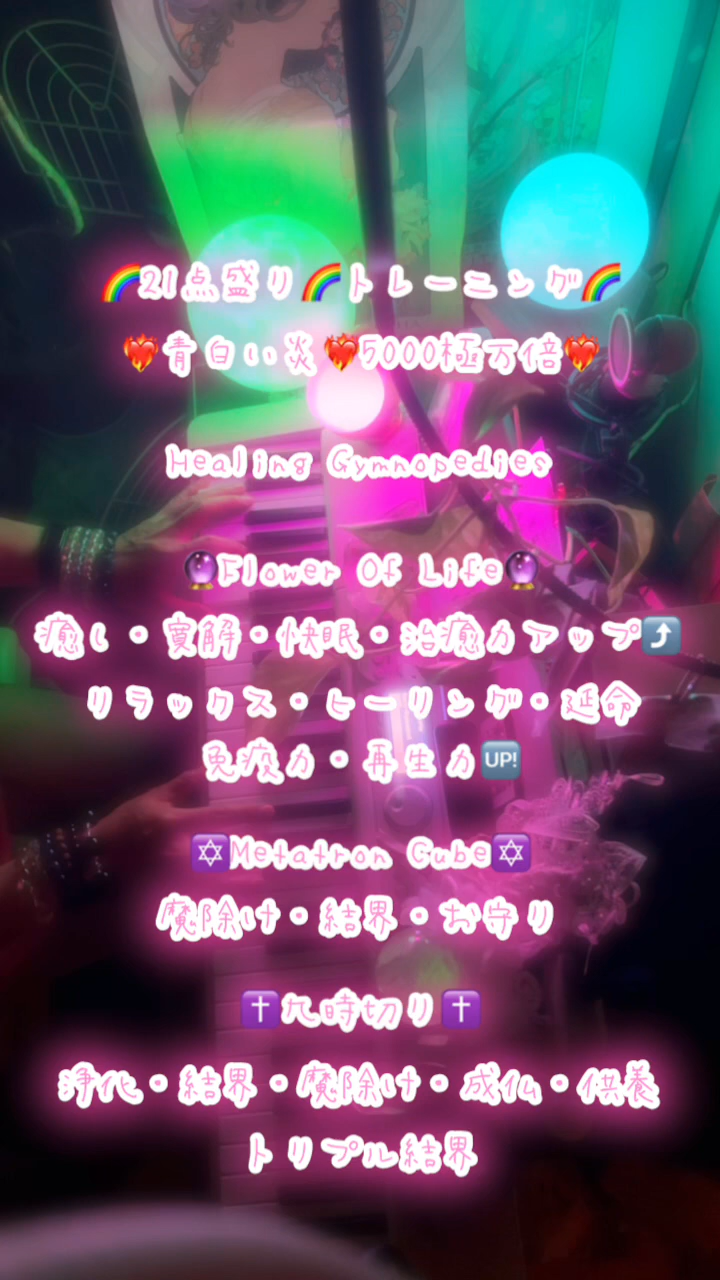 🌈21点盛り🌈トレーニング🌈
❤️‍🔥青白い炎❤️‍🔥5000極万倍❤️‍🔥
Healing Gymnopedies
🔮Flower Of Life🔮
癒し・寛解・快眠・治癒力アップ⤴️
リラックス・ヒーリング・延命
免疫力・再生力🆙
🔯Metatron Cube🔯
魔除け・結界・お守り
✝️九時切り✝️
浄化・結界・魔除け・成仏・供養
トリプル結界